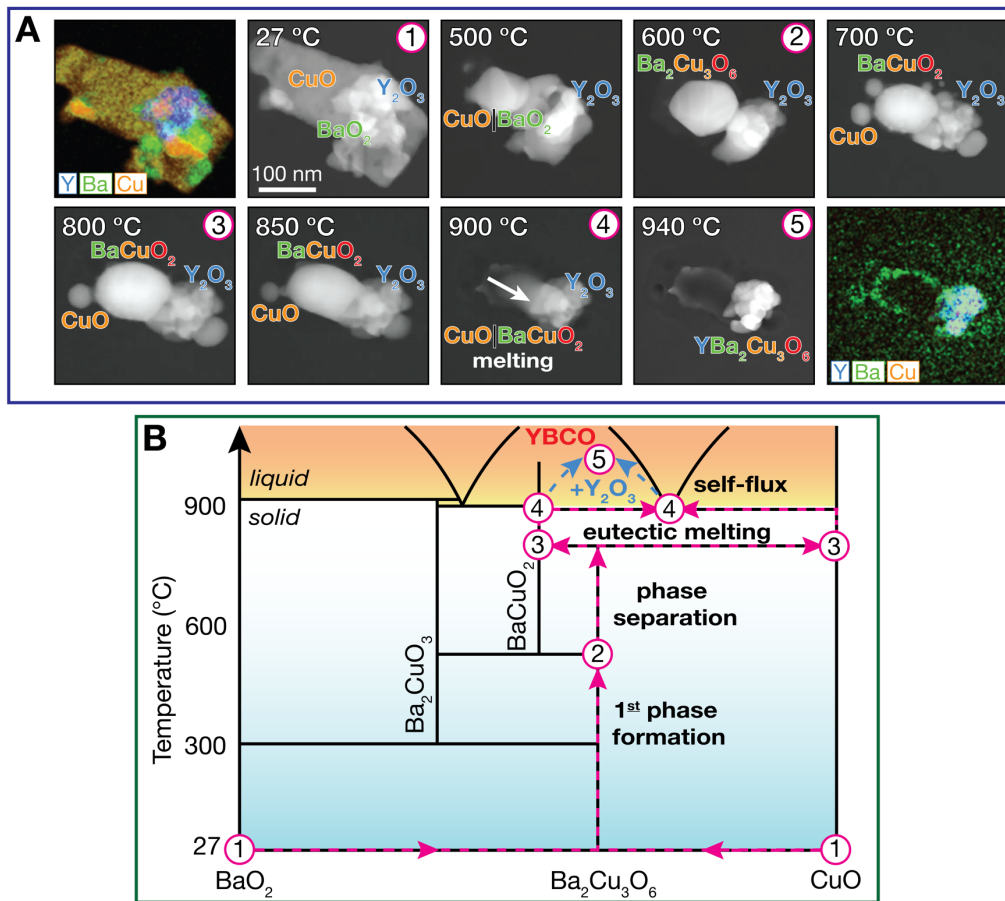 A
Y Ba Cu
27 °C
1
CuO
Y₂O₃
BaO₂
100 nm
500 °C
Y₂O₃
CuO|BaO₂
600 °C
2
Ba₂Cu₃O₆
Y₂O₃
700 °C
BaCuO₂
Y₂O₃
CuO
800 °C
3
BaCuO₂
Y₂O₃
CuO
850 °C
BaCuO₂
Y₂O₃
CuO
900 °C
4
Y₂O₃
CuO|BaCuO₂
melting
940 °C
5
YBa₂Cu₃O₆
Y Ba Cu
B
YBCO
5
liquid
+Y₂O₃
self-flux
900
solid
4
4
eutectic melting
3
3
Temperature (°C)
600
300
27
Ba₂CuO₃
BaCuO₂
phase
separation
2
1st phase
formation
1
1
BaO₂
Ba₂Cu₃O₆
CuO